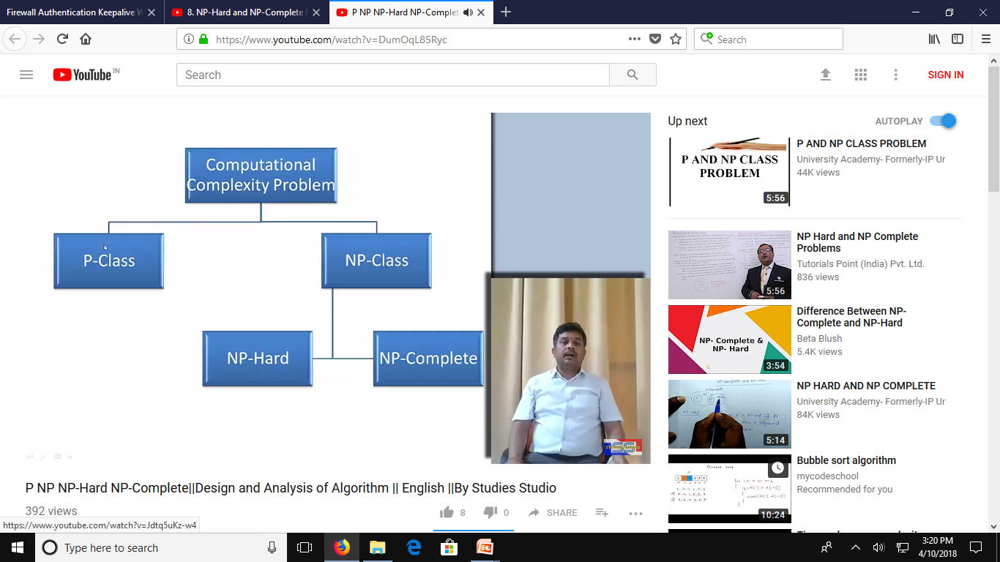 Firewall Authentication Keepalive
8. NP-Hard and NP-Complete
P NP NP-Hard NP-Complete
https://www.youtube.com/watch?v=DumOqL85Ryc
Search
YouTube IN
Search
SIGN IN
Computational
Complexity Problem
P-Class
NP-Class
NP-Hard
NP-Complete
P NP NP-Hard NP-Complete||Design and Analysis of Algorithm || English ||By Studies Studio
392 views
8
0
SHARE
https://www.youtube.com/watch?v=Jdtq5uKz-w4
Up next
AUTOPLAY
P AND NP CLASS
PROBLEM
5:56
P AND NP CLASS PROBLEM
University Academy- Formerly-IP Ur
44K views
5:56
NP Hard and NP Complete
Problems
Tutorials Point (India) Pvt. Ltd.
836 views
NP- Complete &
NP- Hard
3:54
Difference Between NP-
Complete and NP-Hard
Beta Blush
5.4K views
5:14
NP HARD AND NP COMPLETE
University Academy- Formerly-IP Ur
84K views
Bubble sort
10:24
Bubble sort algorithm
mycodeschool
Recommended for you
Type here to search
3:20 PM
4/10/2018